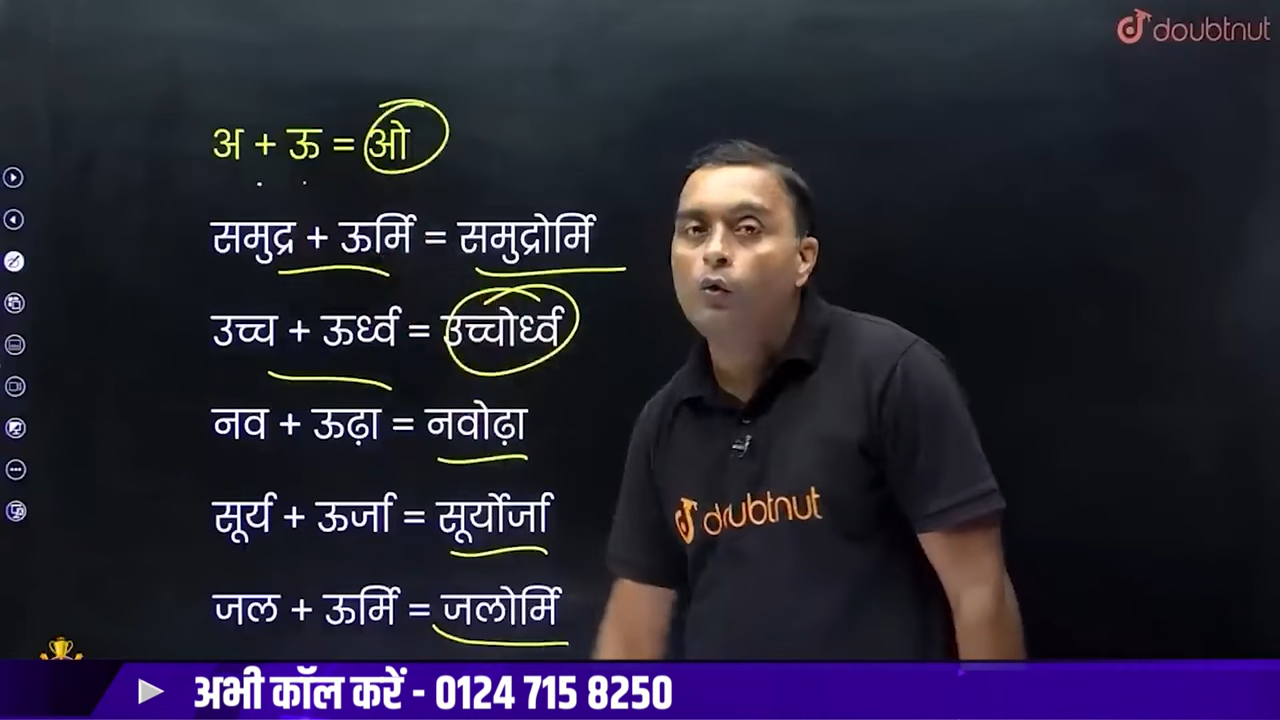 doubtnut
अ + ऊ = ओ
समुद्र + ऊर्मि = समुद्रोर्मि
उच्च + ऊर्ध्व = उच्चोर्ध्व
नव + ऊढ़ा = नवोढ़ा
सूर्य + ऊर्जा = सूर्योर्जा
जल + ऊर्मि = जलोर्मि
doubtnut
अभी कॉल करें - 0124 715 8250